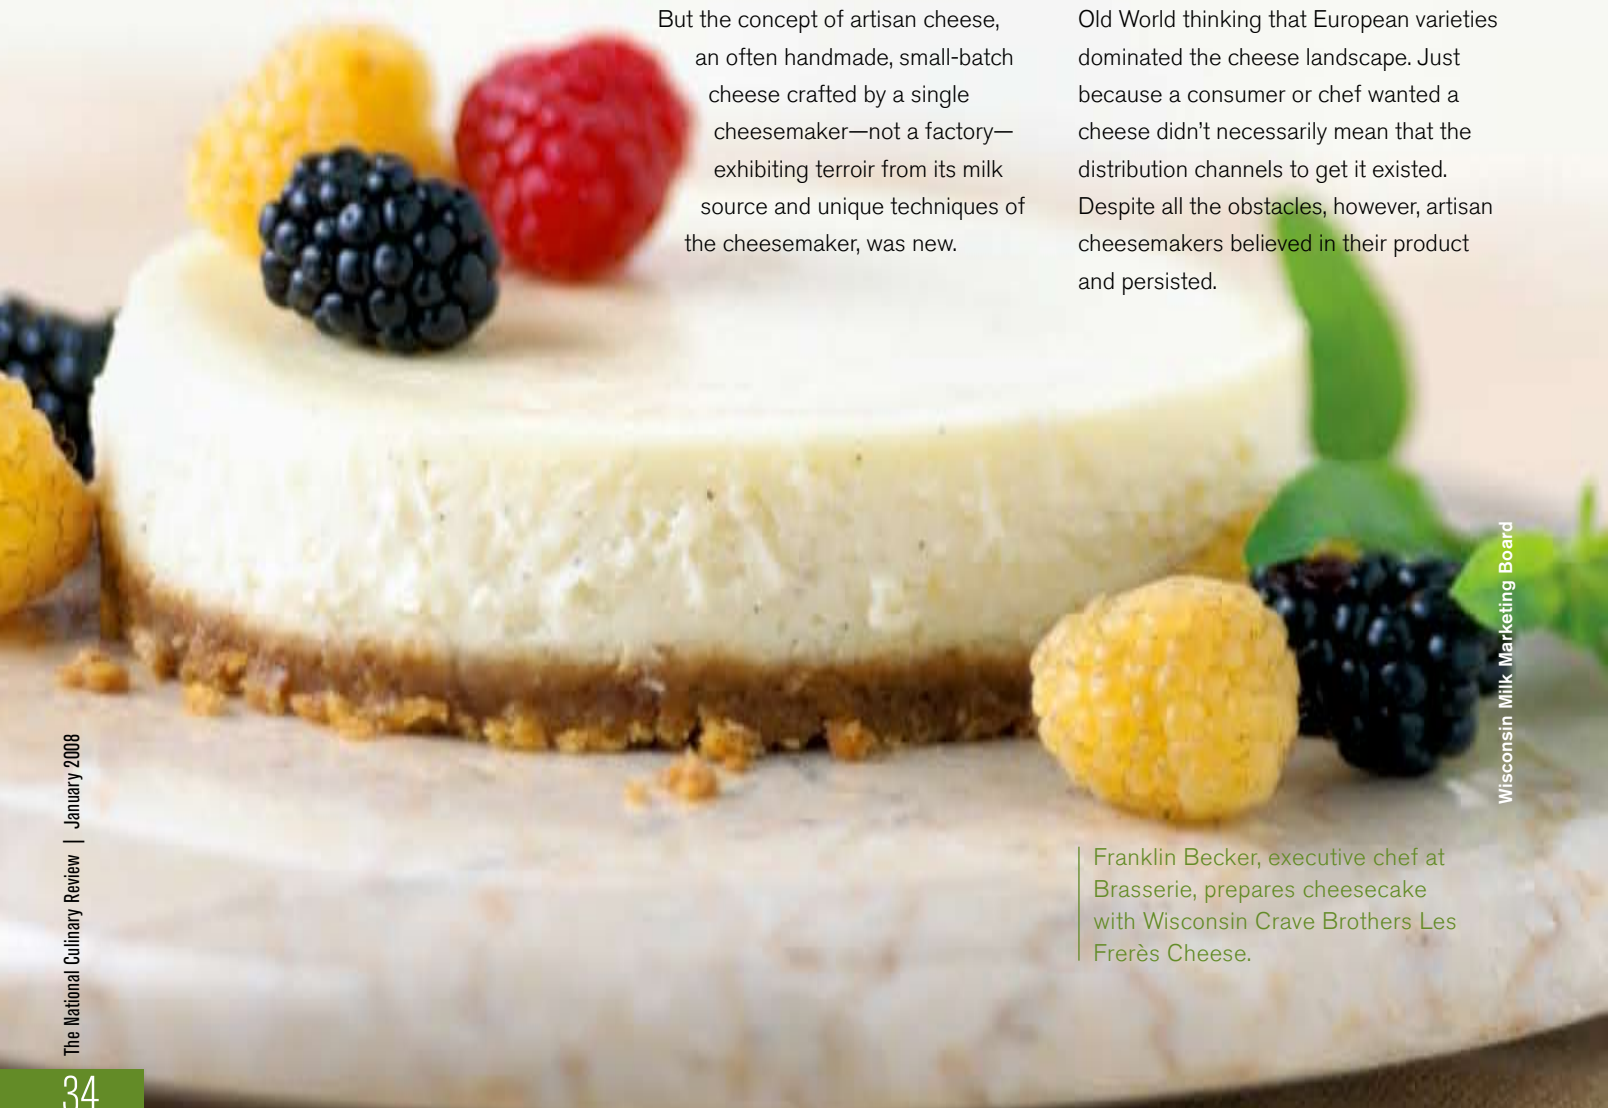 But the concept of artisan cheese,
an often handmade, small-batch
cheese crafted by a single
cheesemaker—not a factory—
exhibiting terroir from its milk
source and unique techniques of
the cheesemaker, was new.
Old World thinking that European varieties
dominated the cheese landscape. Just
because a consumer or chef wanted a
cheese didn’t necessarily mean that the
distribution channels to get it existed.
Despite all the obstacles, however, artisan
cheesemakers believed in their product
and persisted.
Wisconsin Milk Marketing Board
Franklin Becker, executive chef at
Brasserie, prepares cheesecake
with Wisconsin Crave Brothers Les
Frerès Cheese.
The National Culinary Review | January 2008
34